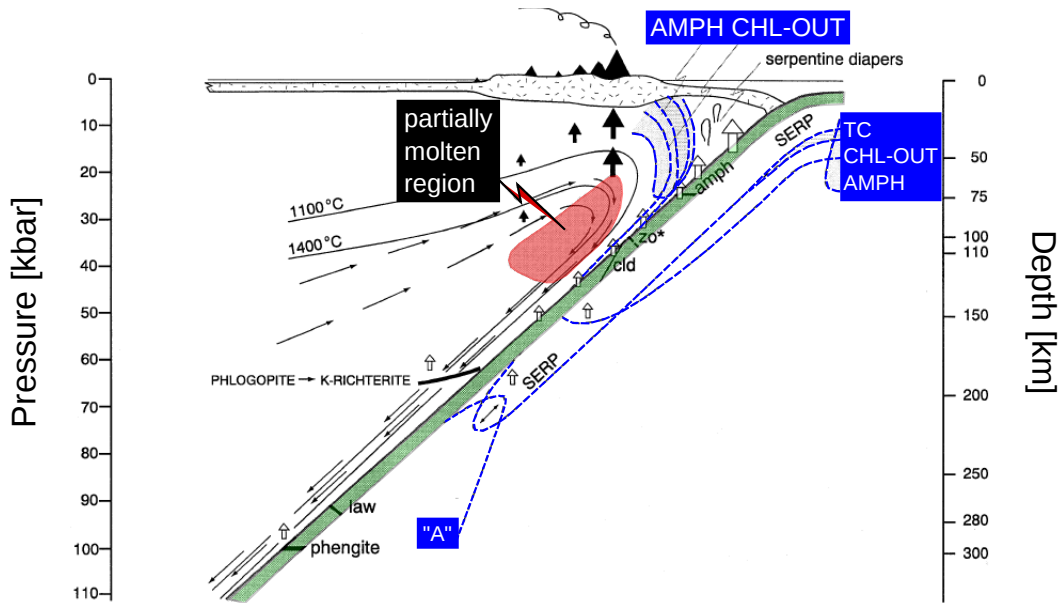 AMPH CHL-OUT
serpentine diapers
0
10
20
30
40
50
60
70
80
90
100
110
Pressure [kbar]
partially
molten
region
1100°C
1400°C
SERP
TC
CHL-OUT
AMPH
amph
zo*
cld
PHLOGOPITE → K-RICHTERITE
SERP
"A"
law
phengite
0
50
75
100
110
150
200
250
280
300
Depth [km]